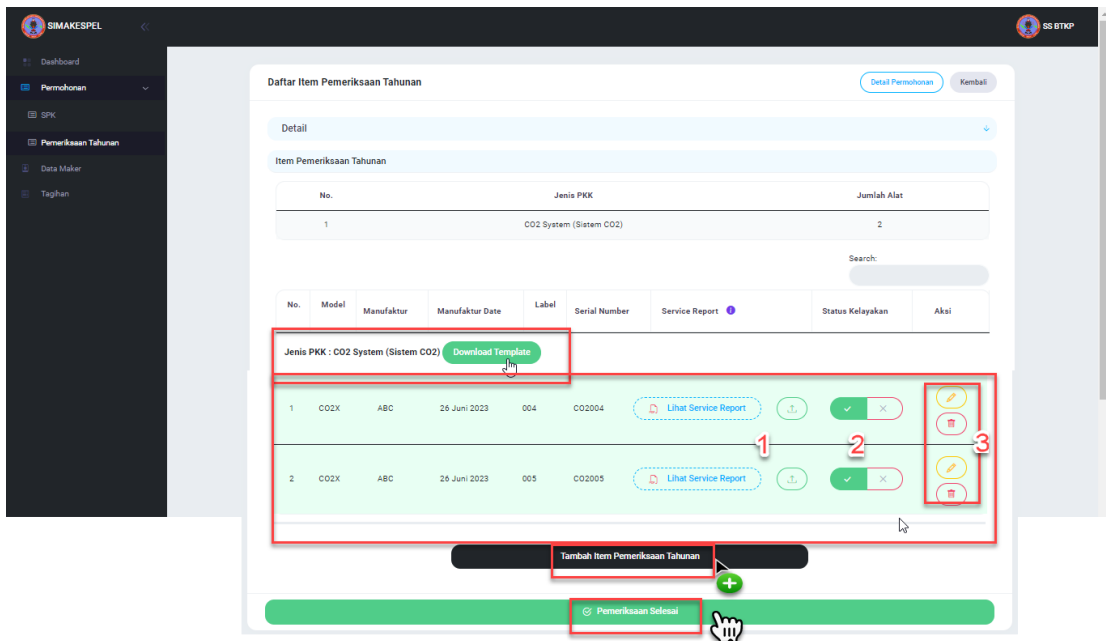 SIMAKESPEL
SS BTKP
Dashboard
Permohonan
SPK
Pemeriksaan Tahunan
Data Maker
Tagihan
Daftar Item Pemeriksaan Tahunan
Detail Permohonan
Kembali
Detail
Item Pemeriksaan Tahunan
No. Jenis PKK Jumlah Alat
1 CO2 System (Sistem CO2) 2
Search:
No. Model Manufaktur Manufaktur Date Label Serial Number Service Report i Status Kelayakan Aksi
Jenis PKK : CO2 System (Sistem CO2) Download Template
1 CO2X ABC 26 Juni 2023 004 CO2004 Lihat Service Report
1 2 3
2 CO2X ABC 26 Juni 2023 005 CO2005 Lihat Service Report
Tambah Item Pemeriksaan Tahunan
Pemeriksaan Selesai